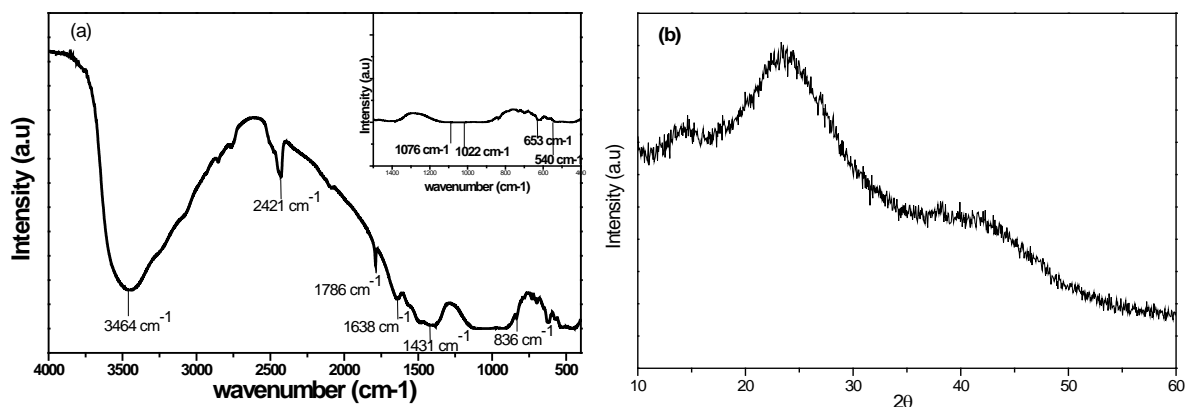 (a)
Intensity (a.u)
3464 cm-1
2421 cm-1
1786 cm-1
1638 cm-1
1431 cm-1
836 cm-1
4000 3500 3000 2500 2000 1500 1000 500
wavenumber (cm-1)
Intensity (a.u)
1076 cm-1
1022 cm-1
653 cm-1
540 cm-1
1400 1200 1000 800 600 400
wavenumber (cm-1)
(b)
Intensity (a.u)
10 20 30 40 50 60
2θ